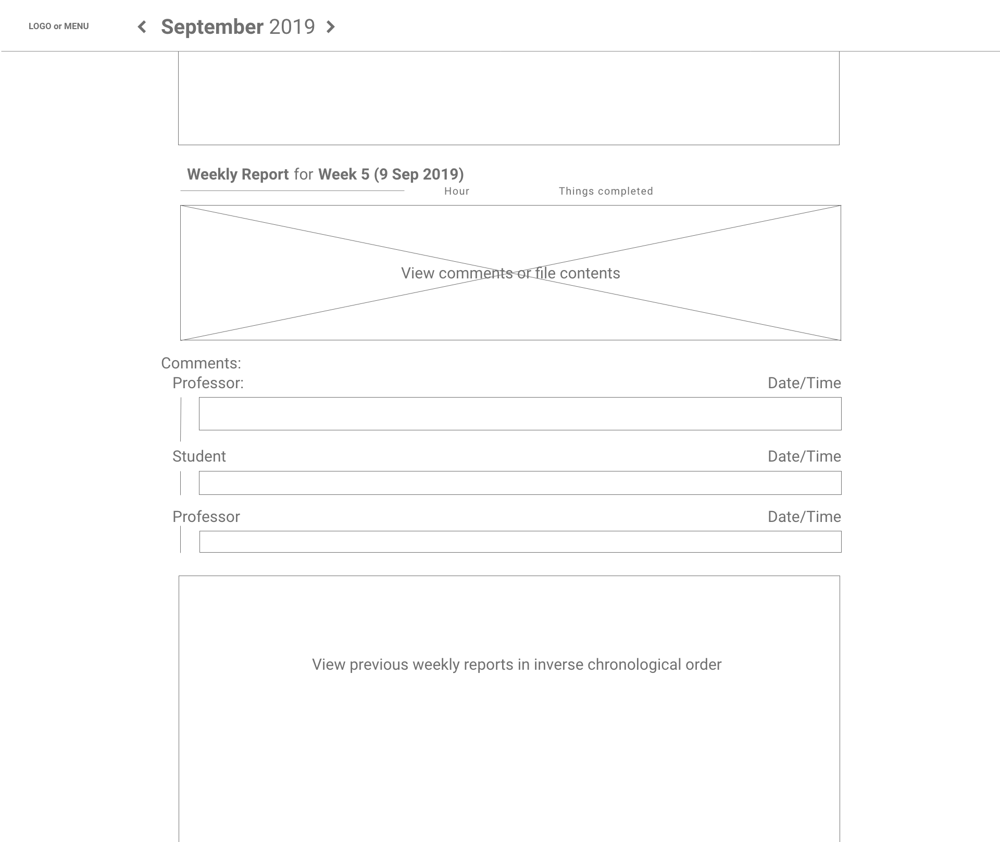 LOGO or MENU
September 2019
Weekly Report for Week 5 (9 Sep 2019)
Hour
Things completed
View comments or file contents
Comments:
Professor:
Date/Time
Student
Date/Time
Professor
Date/Time
View previous weekly reports in inverse chronological order